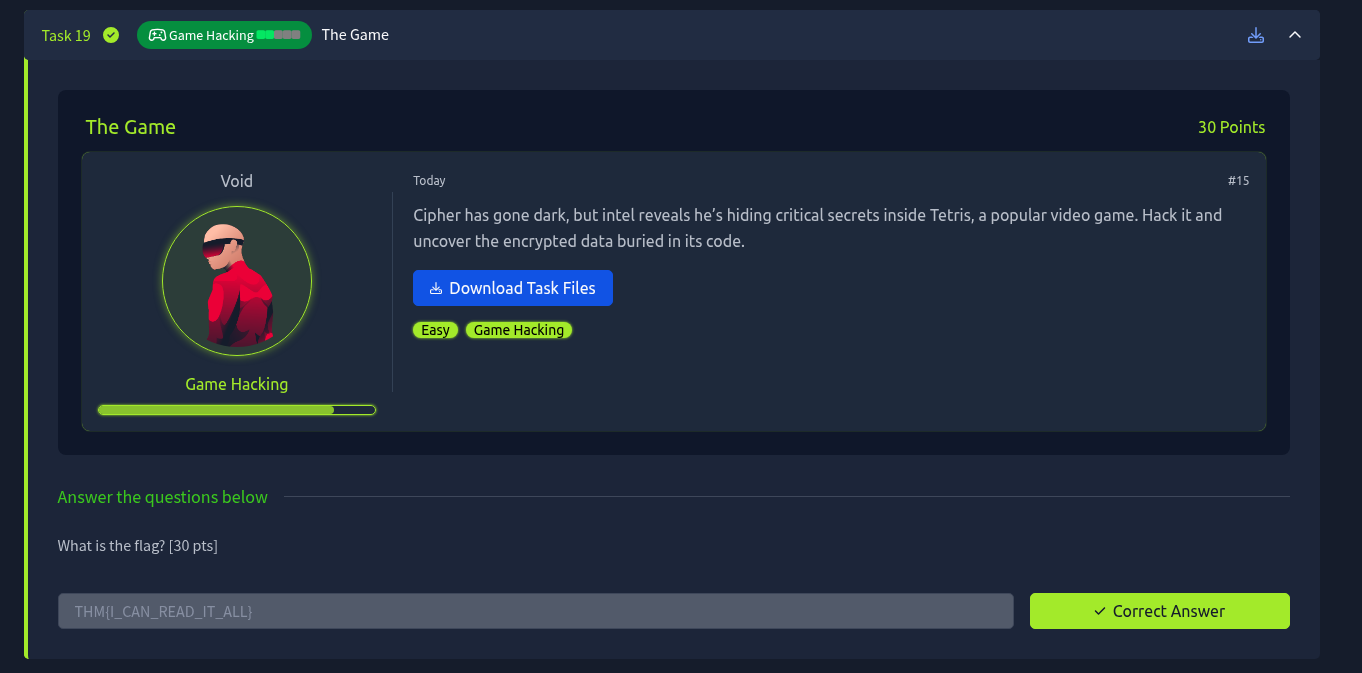 Task 19 Game Hacking The Game
The Game
30 Points
Void
Game Hacking
Today
#15
Cipher has gone dark, but intel reveals he’s hiding critical secrets inside Tetris, a popular video game. Hack it and
uncover the encrypted data buried in its code.
Download Task Files
Easy Game Hacking
Answer the questions below
What is the flag? [30 pts]
THM{I_CAN_READ_IT_ALL}
Correct Answer